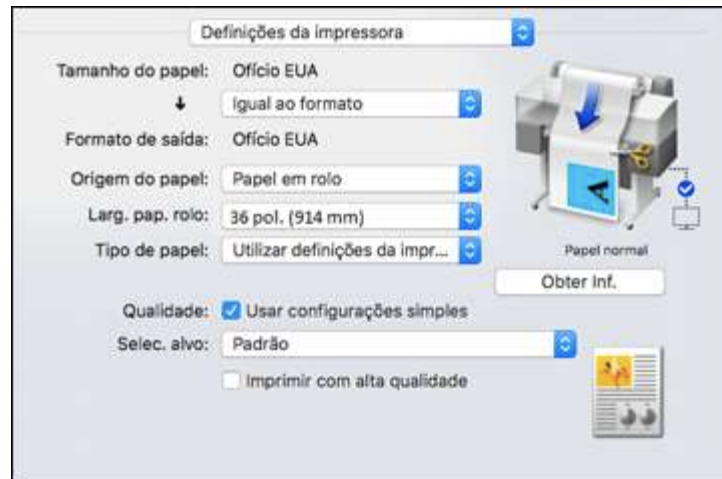 Definições da impressora
Tamanho do papel: Ofício EUA
Igual ao formato
Formato de saída: Ofício EUA
Origem do papel: Papel em rolo
Larg. pap. rolo: 36 pol. (914 mm)
Tipo de papel: Utilizar definições da impr...
Papel normal
Obter Inf.
Qualidade: Usar configurações simples
Selec. alvo: Padrão
Imprimir com alta qualidade